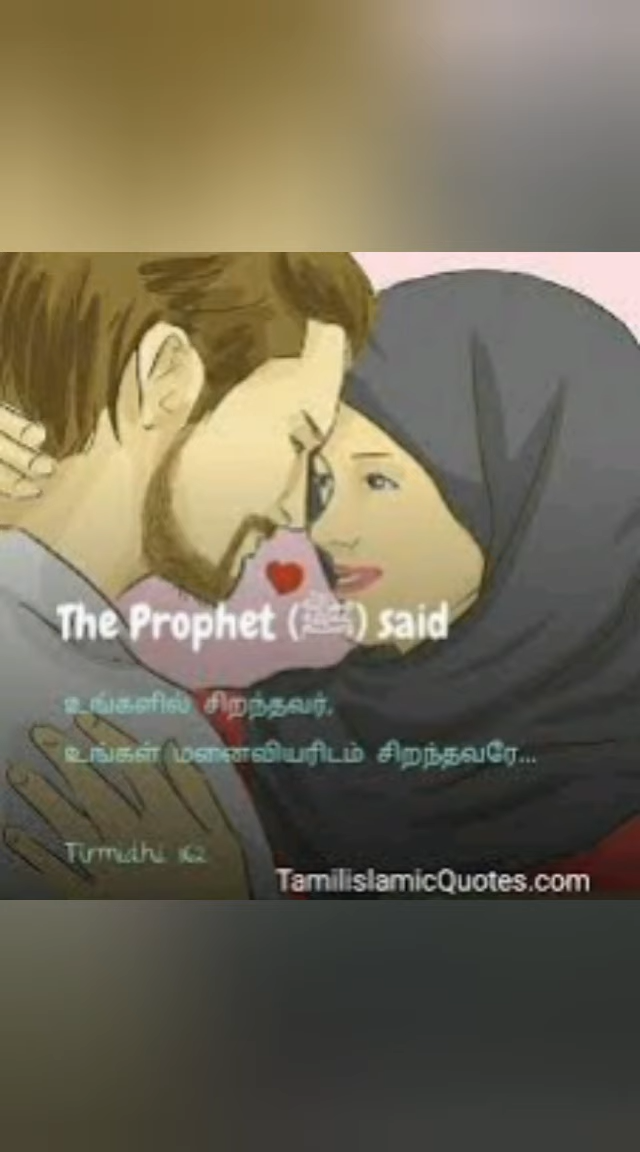 The Prophet (ﷺ) said
உங்களில் சிறந்தவர்,
உங்கள் மனைவியரிடம் சிறந்தவரே...
Tirmidhi 162
TamilislamicQuotes.com